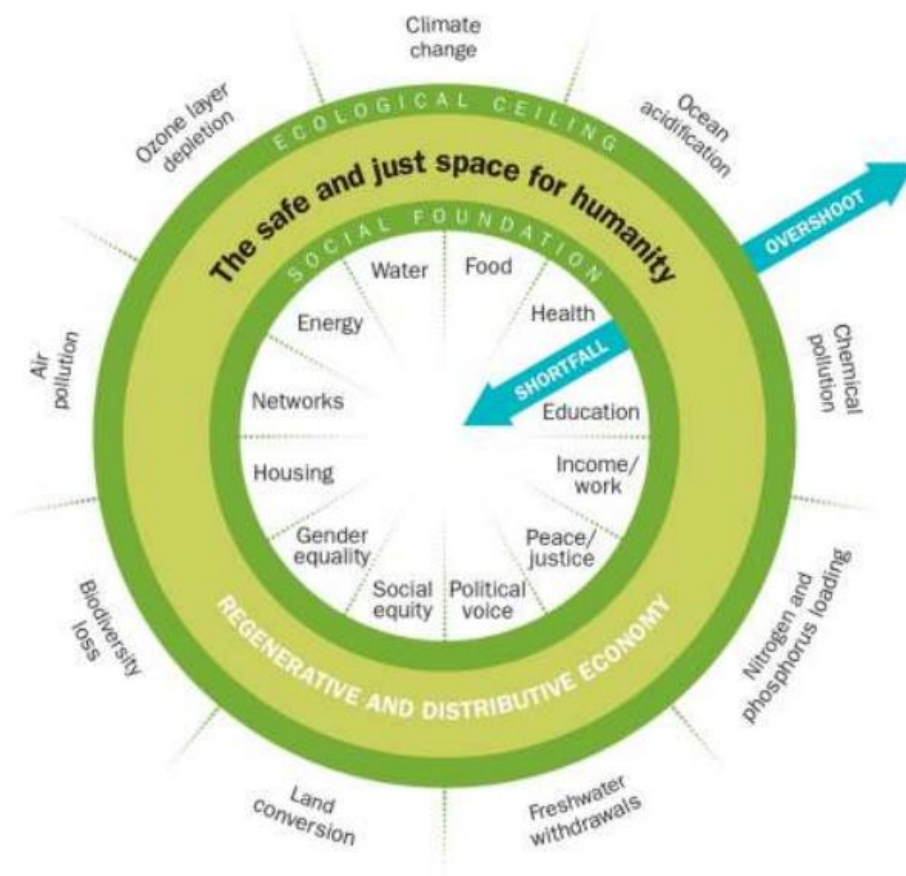 Climate
change
Ocean
acidification
OVERSHOOT
Chemical
pollution
Nitrogen and
phosphorus loading
Freshwater
withdrawals
Land
conversion
Biodiversity
loss
Air
pollution
Ozone layer
depletion
ECOLOGICAL CEILING
The safe and just space for humanity
SOCIAL FOUNDATION
Water
Food
Health
SHORTFALL
Education
Income/
work
Peace/
justice
Political
voice
Social
equity
Gender
equality
Housing
Networks
Energy
REGENERATIVE AND DISTRIBUTIVE ECONOMY